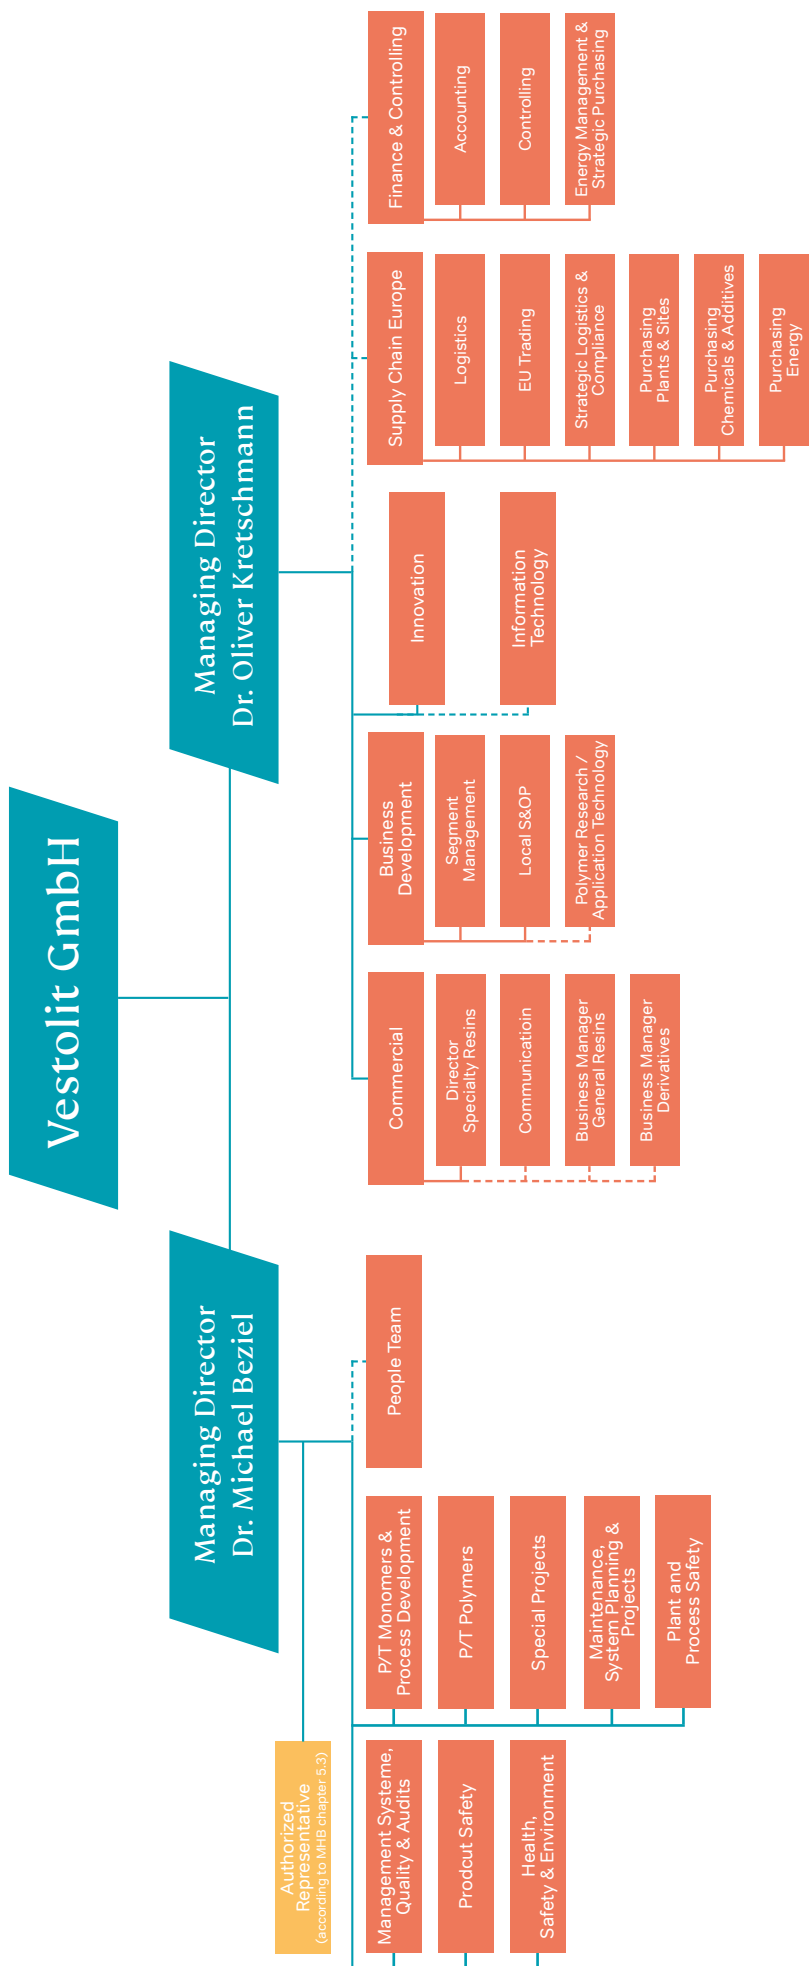 Vestolit GmbH
Managing Director
Dr. Michael Beziel
Managing Director
Dr. Oliver Kretschmann
Authorized
Representative
(according to MHB chapter 5.3)
Management Systeme,
Quality & Audits
Prodcut Safety
Health,
Safety & Environment
P/T Monomers &
Process Development
P/T Polymers
Special Projects
Maintenance,
System Planning &
Projects
Plant and
Process Safety
People Team
Commercial
Director
Specialty Resins
Communicatioin
Business Manager
General Resins
Business Manager
Derivatives
Business
Development
Segment
Management
Local S&OP
Polymer Research /
Application Technology
Innovation
Information
Technology
Supply Chain Europe
Logistics
EU Trading
Strategic Logistics &
Compliance
Purchasing
Plants & Sites
Purchasing
Chemicals & Additives
Purchasing
Energy
Finance & Controlling
Accounting
Controlling
Energy Management &
Strategic Purchasing